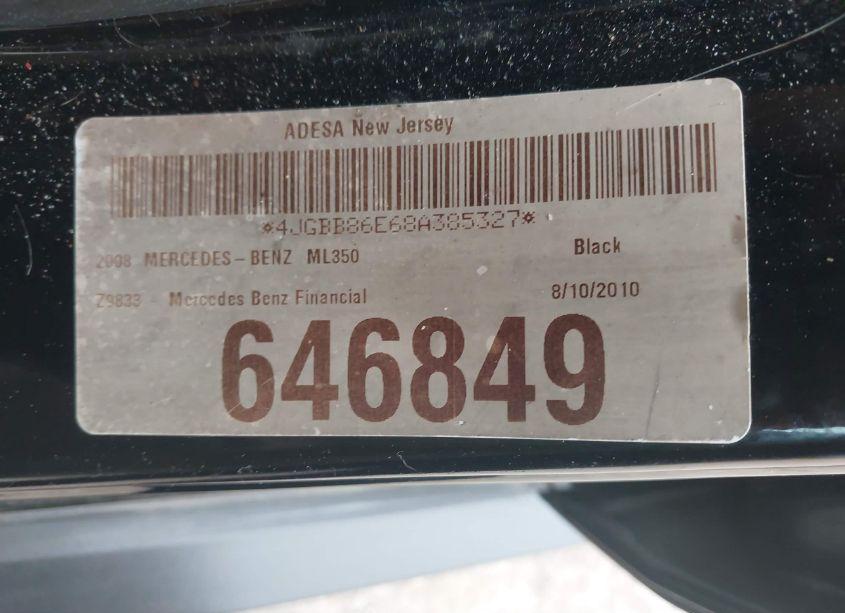 ADESA New Jersey
*4JGBB86E68A385327*
2008 MERCEDES-BENZ ML350 Black
Z9833 - Mercedes Benz Financial 8/10/2010
646849